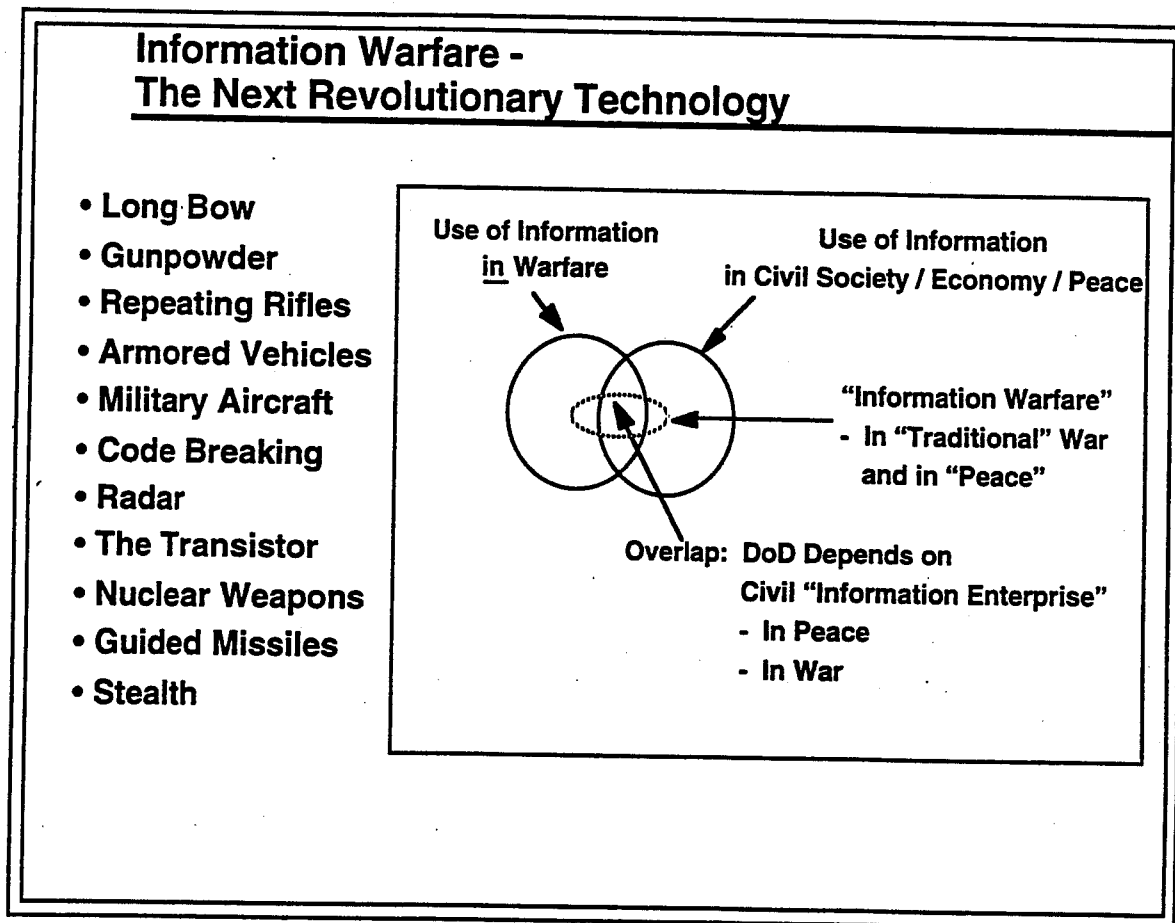 Information Warfare -
The Next Revolutionary Technology
• Long Bow
• Gunpowder
• Repeating Rifles
• Armored Vehicles
• Military Aircraft
• Code Breaking
• Radar
• The Transistor
• Nuclear Weapons
• Guided Missiles
• Stealth
Use of Information
in Warfare
Use of Information
in Civil Society / Economy / Peace
“Information Warfare”
- In “Traditional” War
and in “Peace”
Overlap: DoD Depends on
Civil “Information Enterprise”
- In Peace
- In War